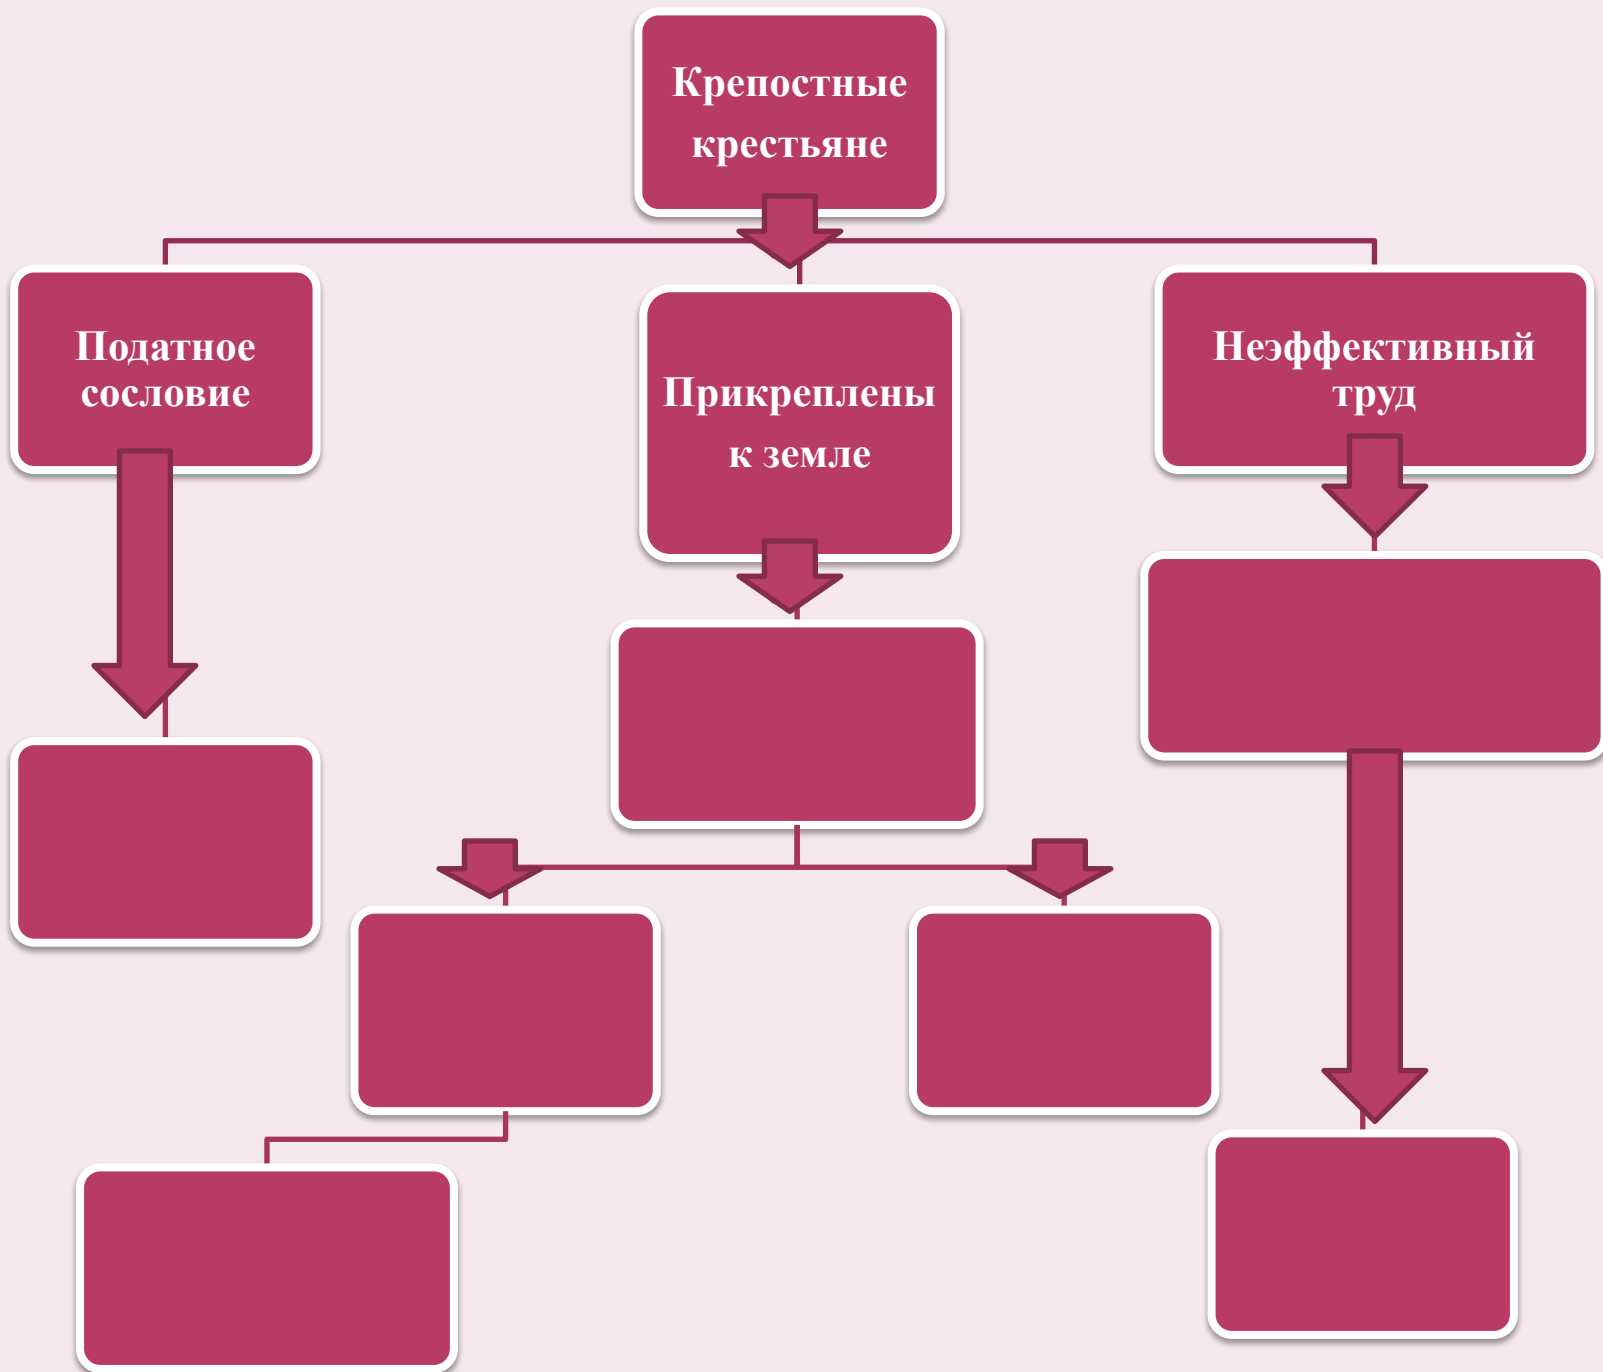 Крепостные
крестьяне
Податное
сословие
Прикреплены
к земле
Неэффективный
труд